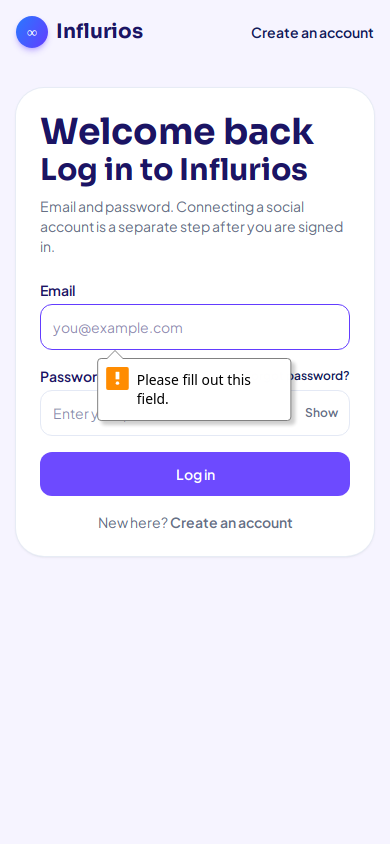 ∞ Influrios
Create an account
Welcome back
Log in to Influrios
Email and password. Connecting a social
account is a separate step after you are signed
in.
Email
you@example.com
Please fill out this
field.
password?
Show
Log in
New here? Create an account